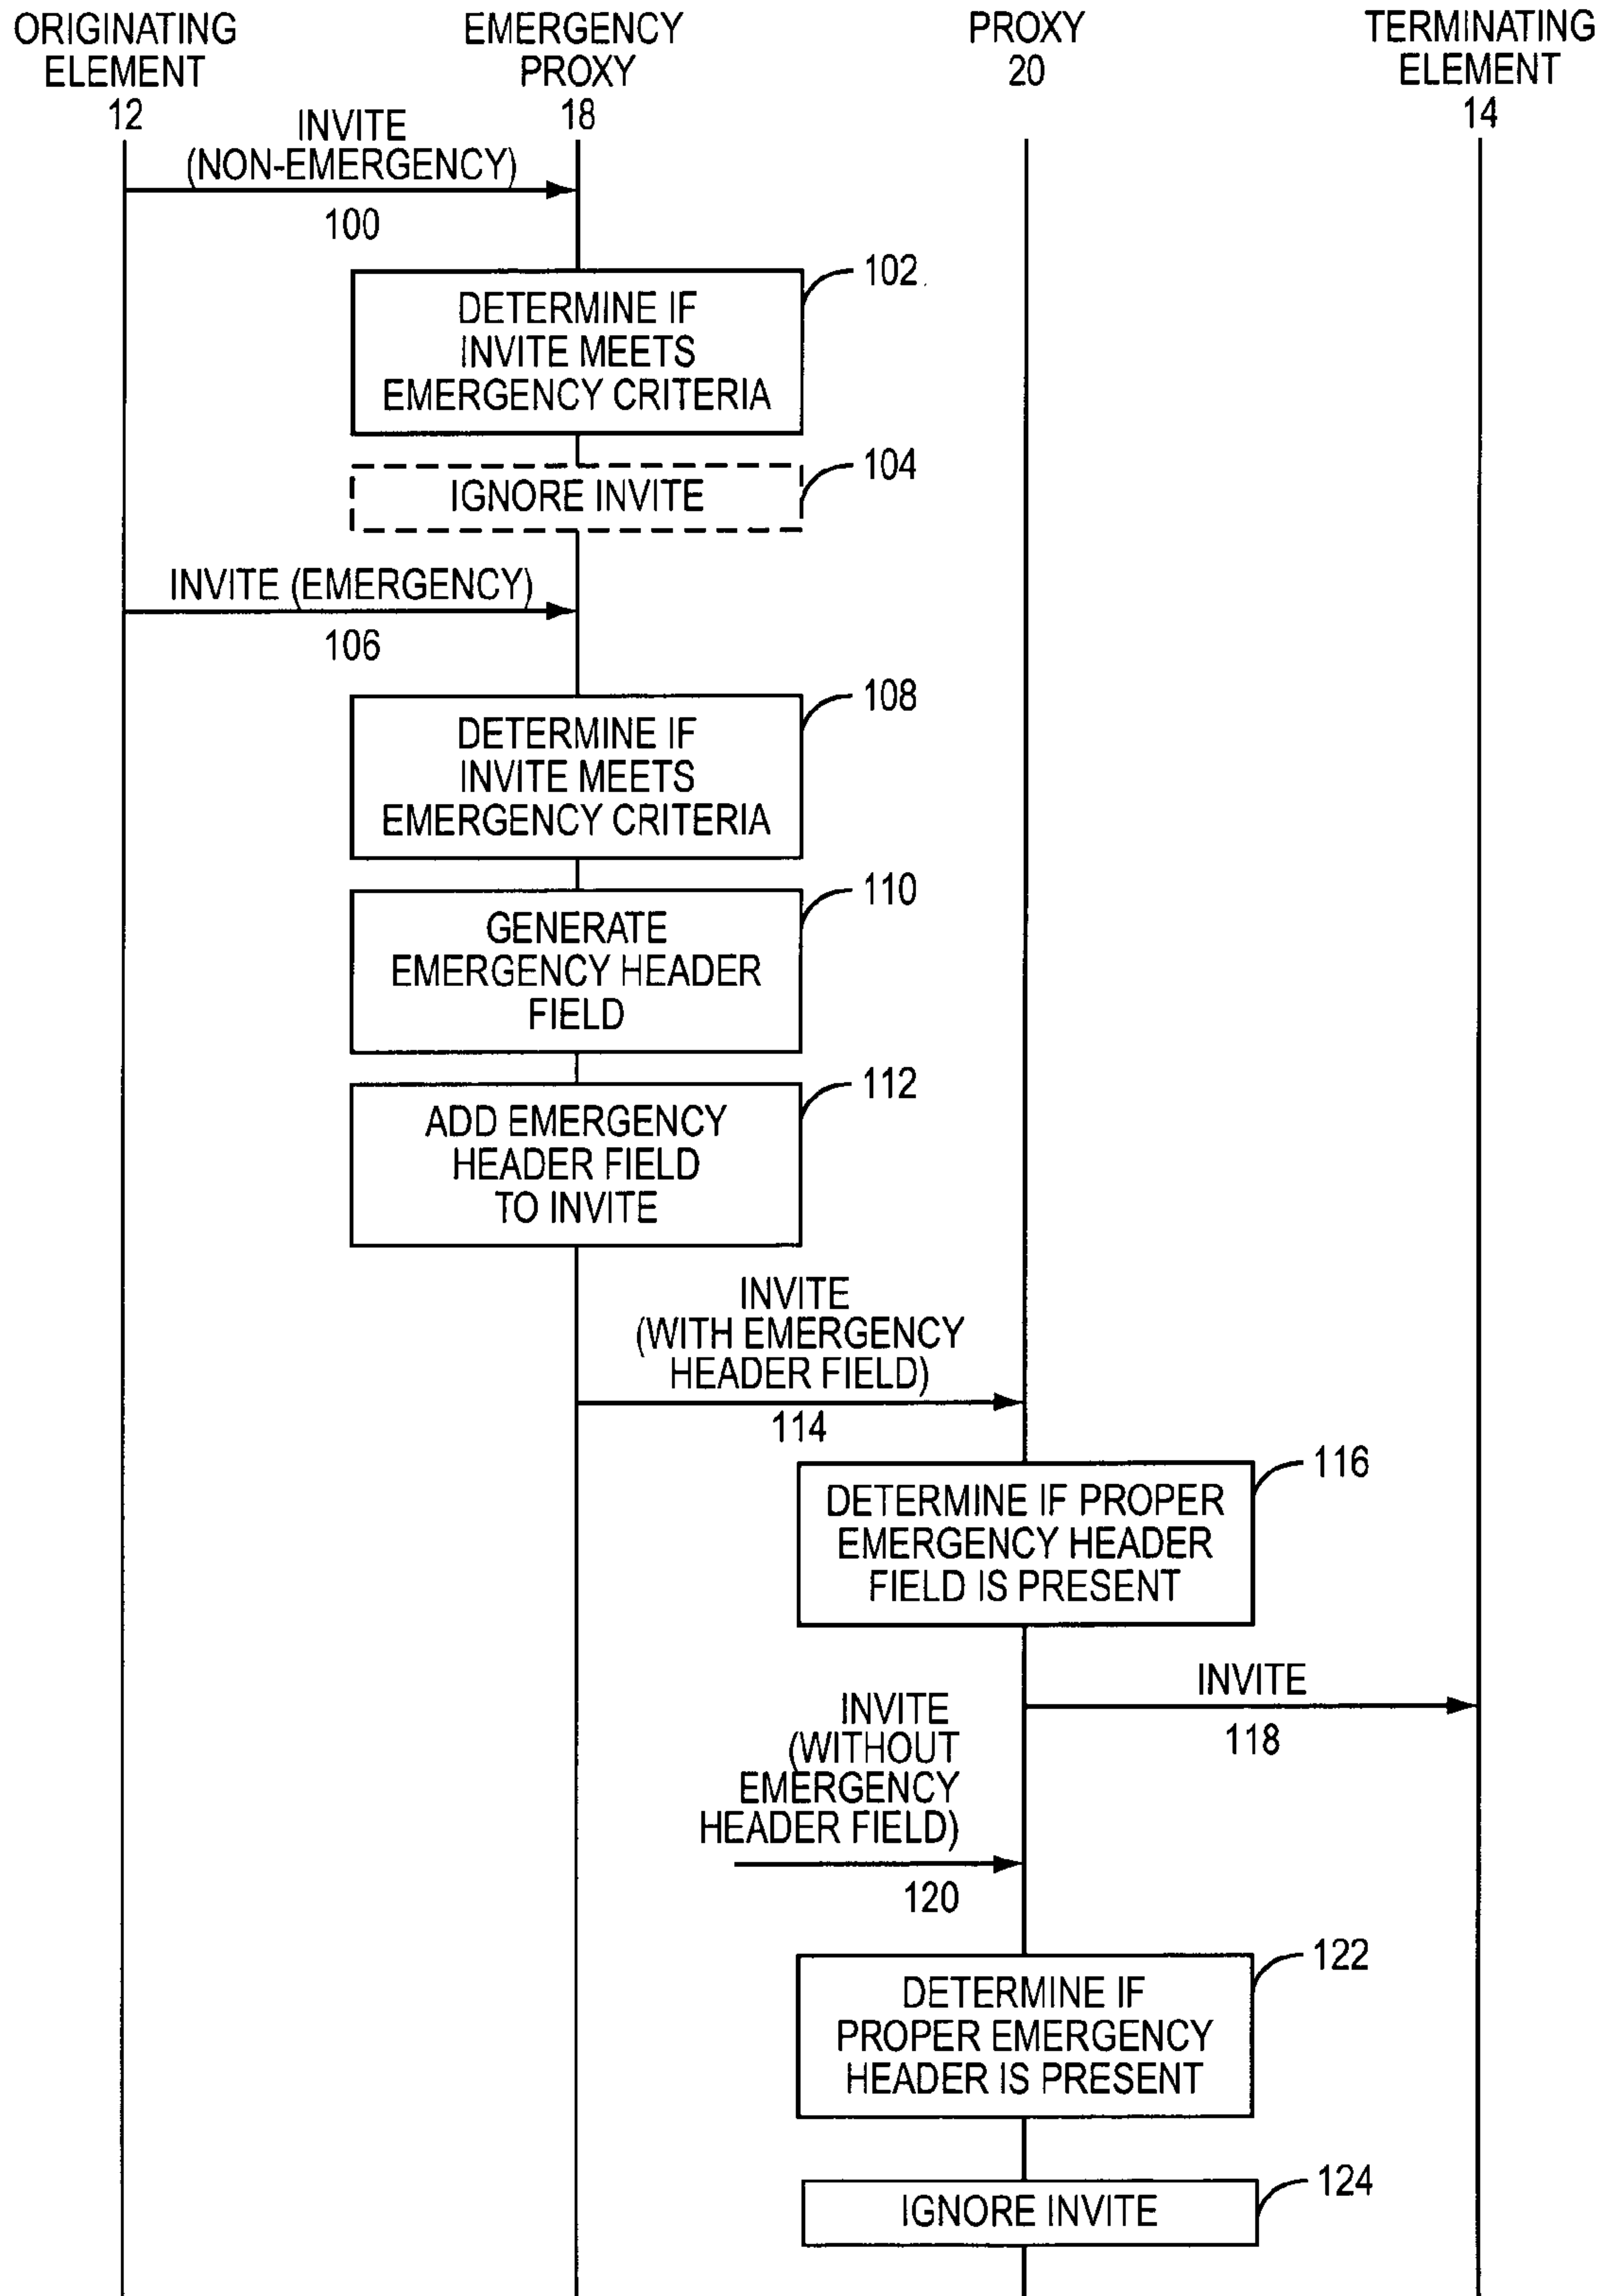 ORIGINATING
ELEMENT
12
EMERGENCY
PROXY
18
PROXY
20
TERMINATING
ELEMENT
14
INVITE
(NON-EMERGENCY)
100
102
DETERMINE IF
INVITE MEETS
EMERGENCY CRITERIA
104
IGNORE INVITE
INVITE (EMERGENCY)
106
108
DETERMINE IF
INVITE MEETS
EMERGENCY CRITERIA
110
GENERATE
EMERGENCY HEADER
FIELD
112
ADD EMERGENCY
HEADER FIELD
TO INVITE
INVITE
(WITH EMERGENCY
HEADER FIELD)
114
116
DETERMINE IF PROPER
EMERGENCY HEADER
FIELD IS PRESENT
INVITE
118
INVITE
(WITHOUT
EMERGENCY
HEADER FIELD)
120
122
DETERMINE IF
PROPER EMERGENCY
HEADER IS PRESENT
124
IGNORE INVITE